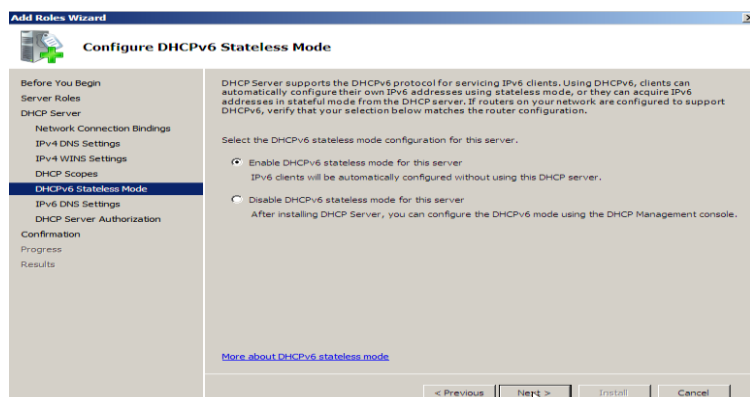 Add Roles Wizard
Configure DHCPv6 Stateless Mode
Before You Begin
Server Roles
DHCP Server
Network Connection Bindings
IPv4 DNS Settings
IPv4 WINS Settings
DHCP Scopes
DHCPv6 Stateless Mode
IPv6 DNS Settings
DHCP Server Authorization
Confirmation
Progress
Results
DHCP Server supports the DHCPv6 protocol for servicing IPv6 clients. Using DHCPv6, clients can
automatically configure their own IPv6 addresses using stateless mode, or they can acquire IPv6
addresses in stateful mode from the DHCP server. If routers on your network are configured to support
DHCPv6, verify that your selection below matches the router configuration.
Select the DHCPv6 stateless mode configuration for this server.
Enable DHCPv6 stateless mode for this server
IPv6 clients will be automatically configured without using this DHCP server.
Disable DHCPv6 stateless mode for this server
After installing DHCP Server, you can configure the DHCPv6 mode using the DHCP Management console.
More about DHCPv6 stateless mode
< Previous Next > Install Cancel